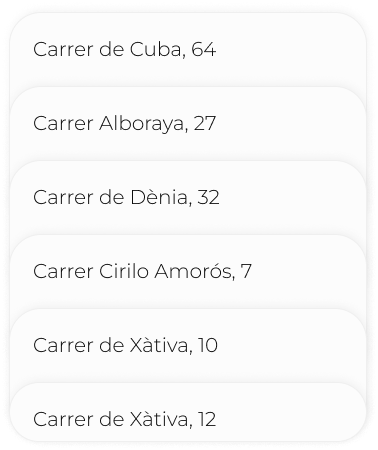 Carrer de Cuba, 64
Carrer Alboraya, 27
Carrer de Dènia, 32
Carrer Cirilo Amorós, 7
Carrer de Xàtiva, 10
Carrer de Xàtiva, 12